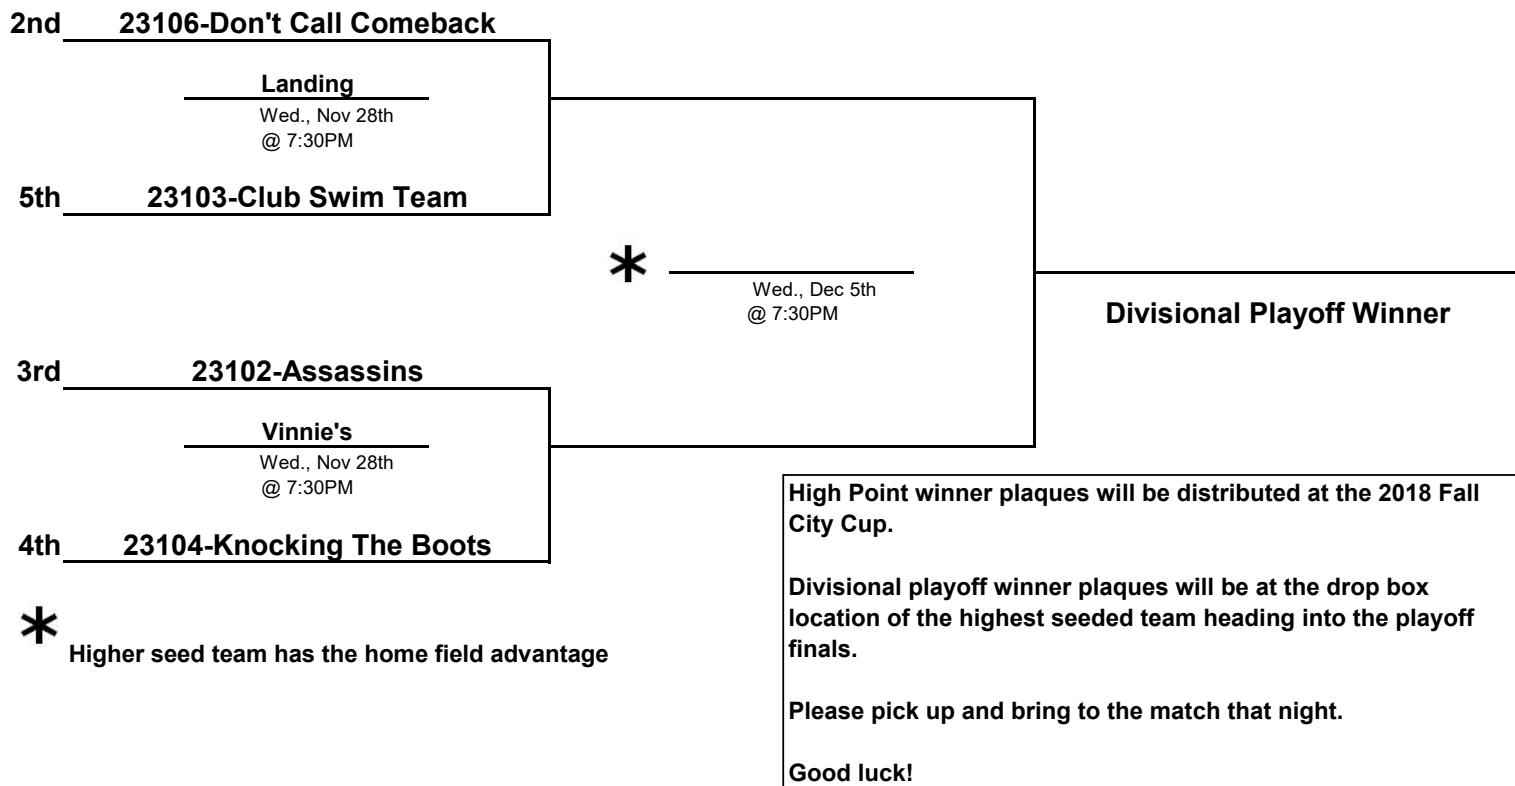 2nd 23106-Don't Call Comeback
Landing
Wed., Nov 28th
@ 7:30PM
5th 23103-Club Swim Team
*
Wed., Dec 5th
@ 7:30PM
Divisional Playoff Winner
3rd 23102-Assassins
Vinnie's
Wed., Nov 28th
@ 7:30PM
4th 23104-Knocking The Boots
* Higher seed team has the home field advantage
High Point winner plaques will be distributed at the 2018 Fall
City Cup.
Divisional playoff winner plaques will be at the drop box
location of the highest seeded team heading into the playoff
finals.
Please pick up and bring to the match that night.
Good luck!